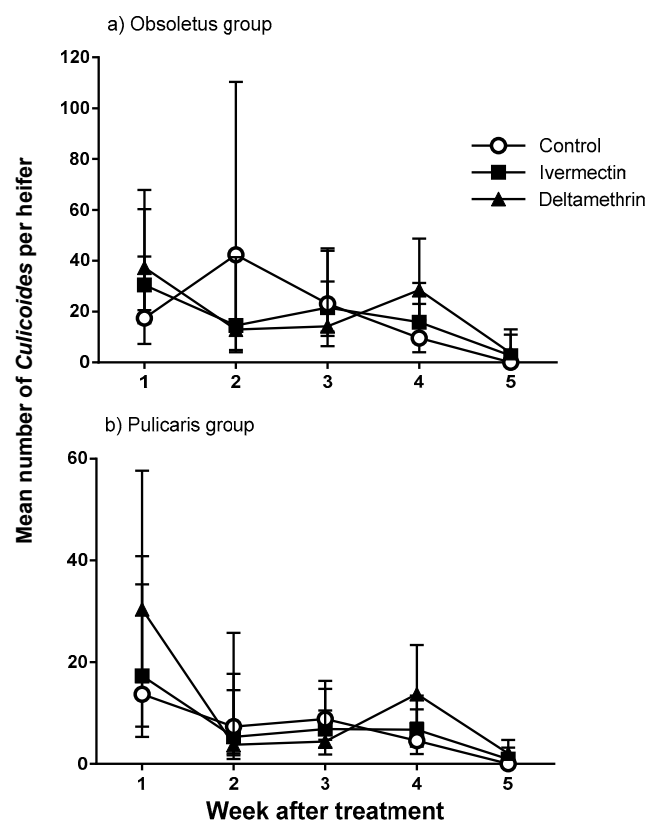 a) Obsoletus group
120
100
80
60
40
20
0
1 2 3 4 5
Control
Ivermectin
Deltamethrin
Mean number of Culicoides per heifer
b) Pulicaris group
60
40
20
0
1 2 3 4 5
Week after treatment